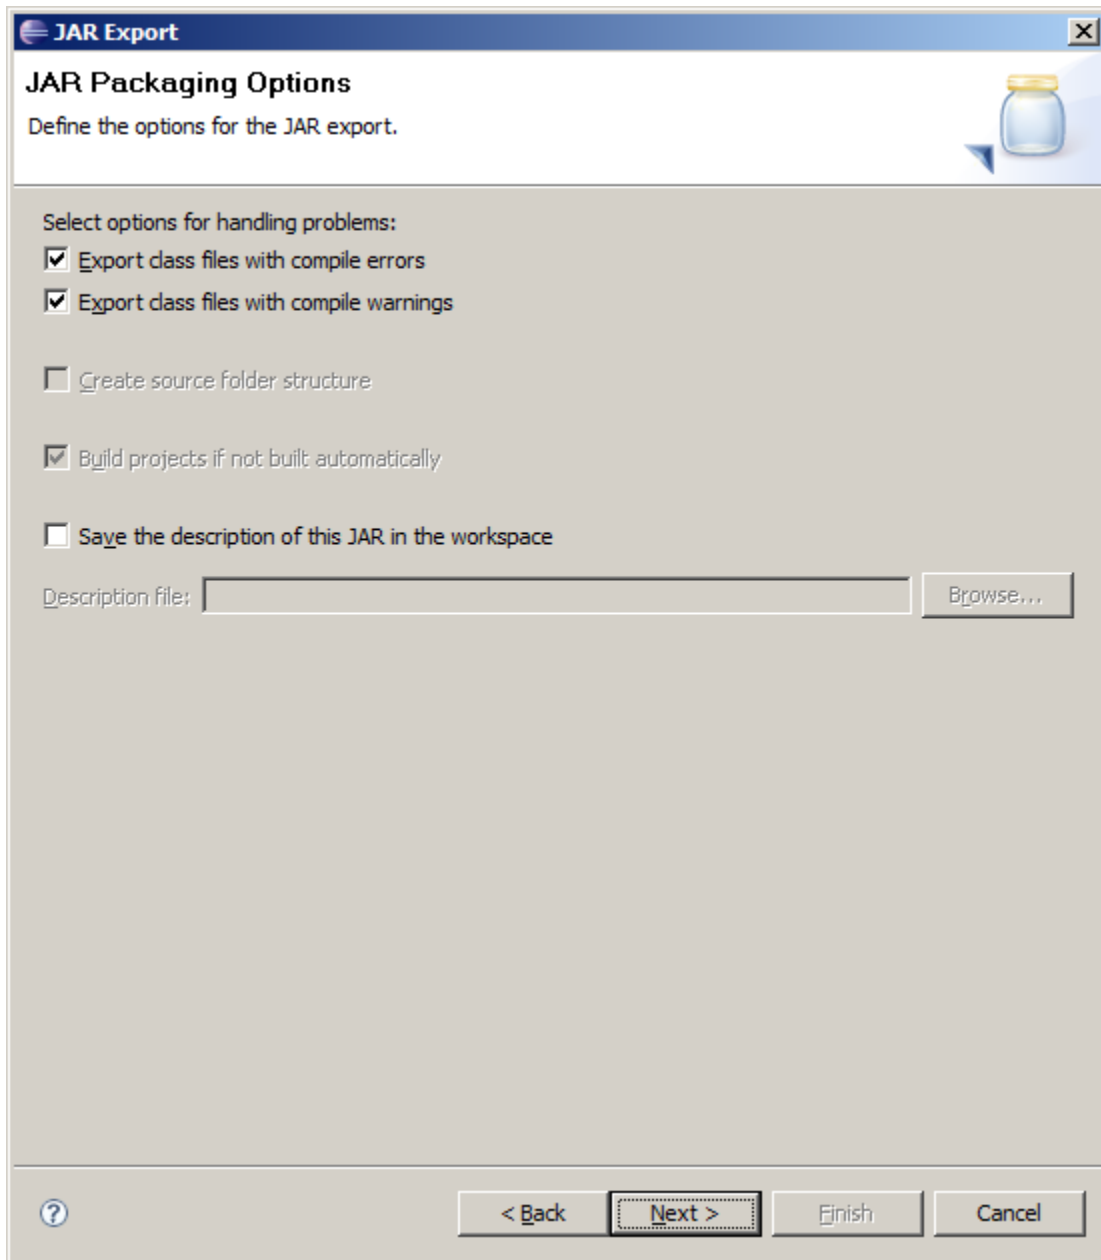 JAR Export
JAR Packaging Options
Define the options for the JAR export.
Select options for handling problems:
Export class files with compile errors
Export class files with compile warnings
Create source folder structure
Build projects if not built automatically
Save the description of this JAR in the workspace
Description file: Browse...
? < Back Next > Finish Cancel